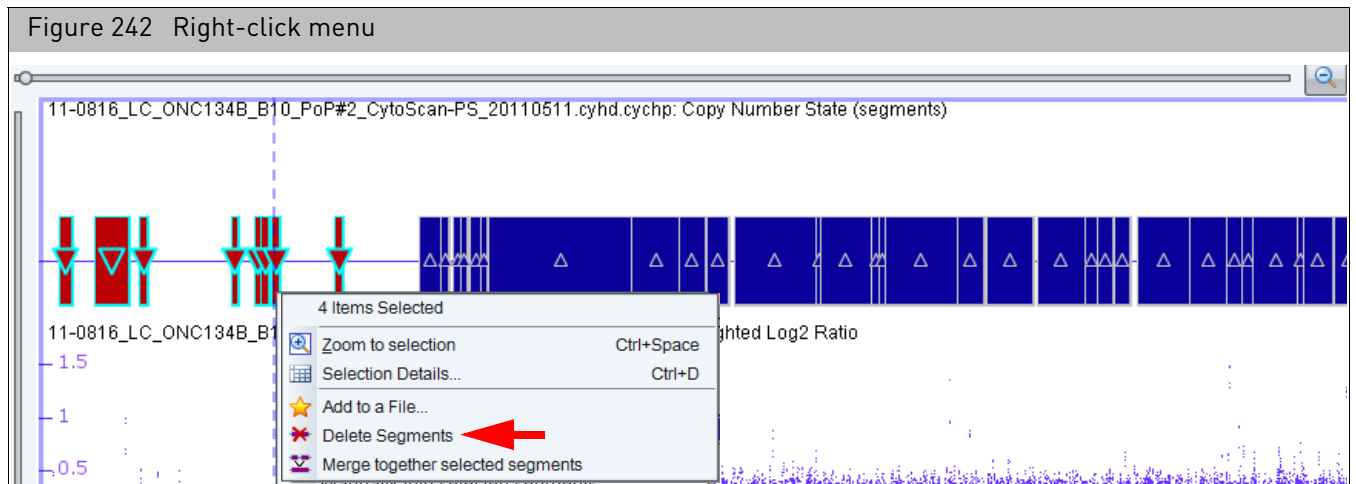 Figure 242 Right-click menu
11-0816_LC_ONC134B_B10_PoP#2_CytoScan-PS_20110511.cyhd.cychp: Copy Number State (segments)
4 Items Selected
11-0816_LC_ONC134B_B1
ghted Log2 Ratio
Zoom to selection Ctrl+Space
1.5
Selection Details... Ctrl+D
Add to a File...
1
Delete Segments
Merge together selected segments
0.5